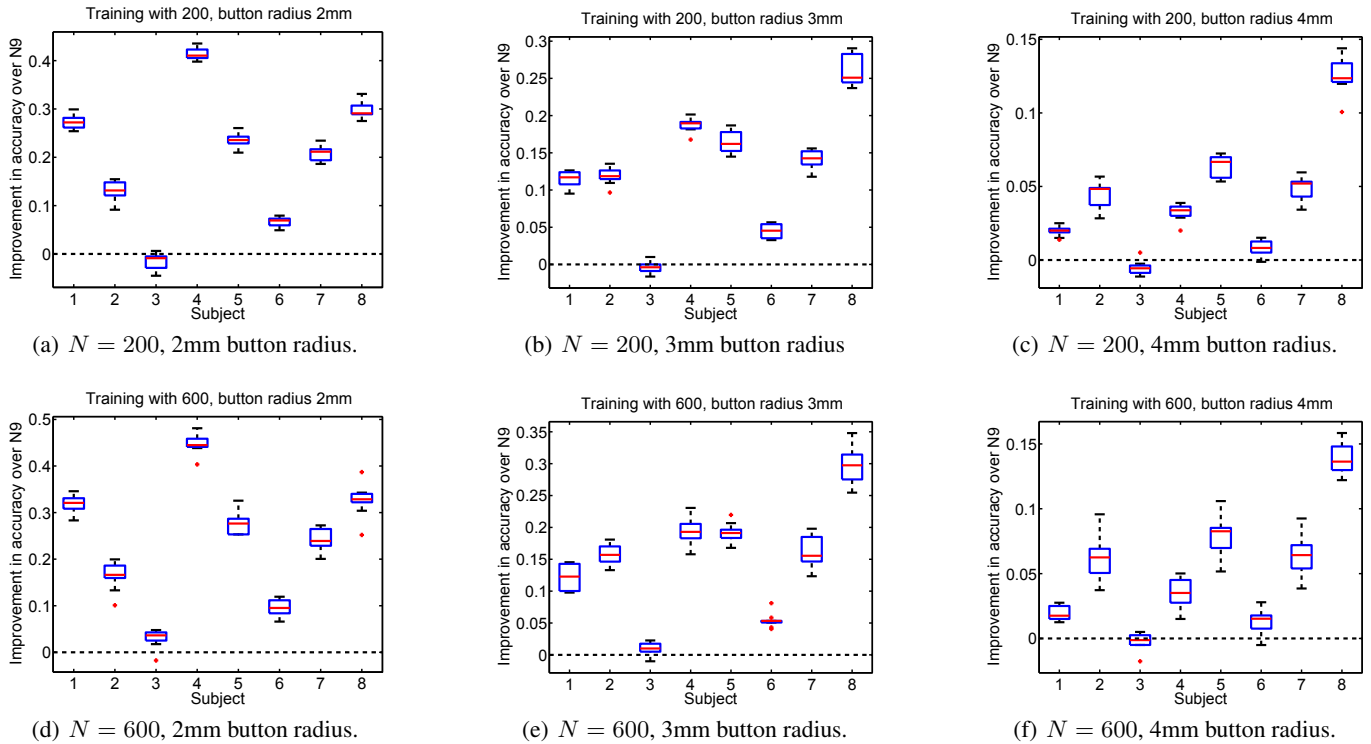 Training with 200, button radius 2mm
Improvement in accuracy over N9
0.4
0.3
0.2
0.1
0
1 2 3 4 5 6 7 8
Subject
(a) N = 200, 2mm button radius.
Training with 200, button radius 3mm
Improvement in accuracy over N9
0.3
0.25
0.2
0.15
0.1
0.05
0
1 2 3 4 5 6 7 8
Subject
(b) N = 200, 3mm button radius
Training with 200, button radius 4mm
Improvement in accuracy over N9
0.15
0.1
0.05
0
1 2 3 4 5 6 7 8
Subject
(c) N = 200, 4mm button radius.
Training with 600, button radius 2mm
Improvement in accuracy over N9
0.5
0.4
0.3
0.2
0.1
0
1 2 3 4 5 6 7 8
Subject
(d) N = 600, 2mm button radius.
Training with 600, button radius 3mm
Improvement in accuracy over N9
0.35
0.3
0.25
0.2
0.15
0.1
0.05
0
1 2 3 4 5 6 7 8
Subject
(e) N = 600, 3mm button radius.
Training with 600, button radius 4mm
Improvement in accuracy over N9
0.15
0.1
0.05
0
1 2 3 4 5 6 7 8
Subject
(f) N = 600, 4mm button radius.